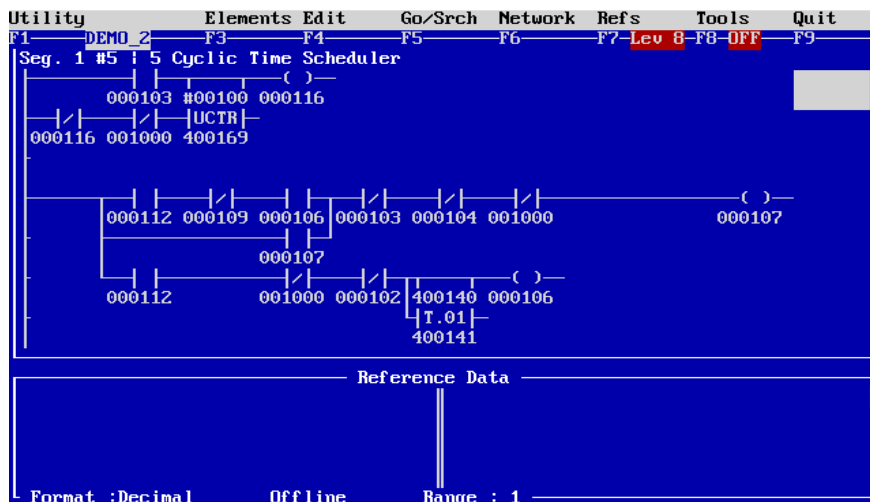 Utility Elements Edit Go/Srch Network Refs Tools Quit
F1 DEMO_2 F3 F4 F5 F6 F7 Lev 8 F8 OFF F9
Seg. 1 #5 ¦ 5 Cyclic Time Scheduler
000103 #00100 000116
UCTR
000116 001000 400169
000112 000109 000106 000103 000104 001000 000107
000107
000112 001000 000102 400140 000106
T.01
400141
Reference Data
Format :Decimal Offline Range : 1